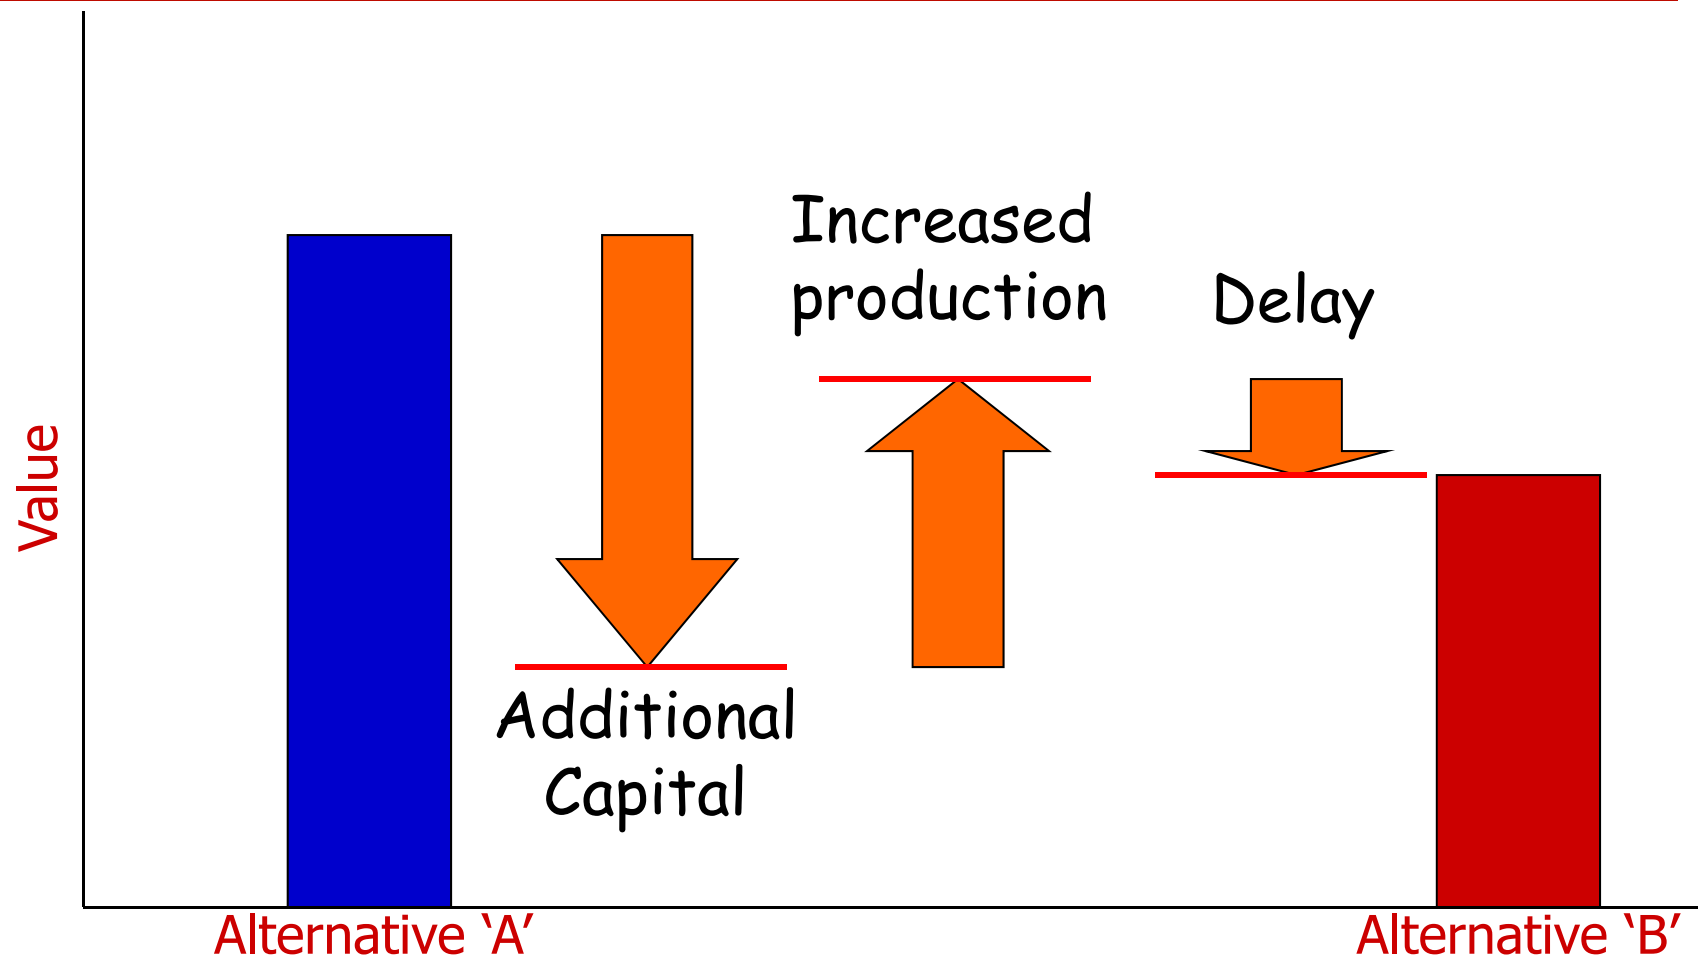 Increased
production
Delay
Value
Additional
Capital
Alternative ‘A’
Alternative ‘B’